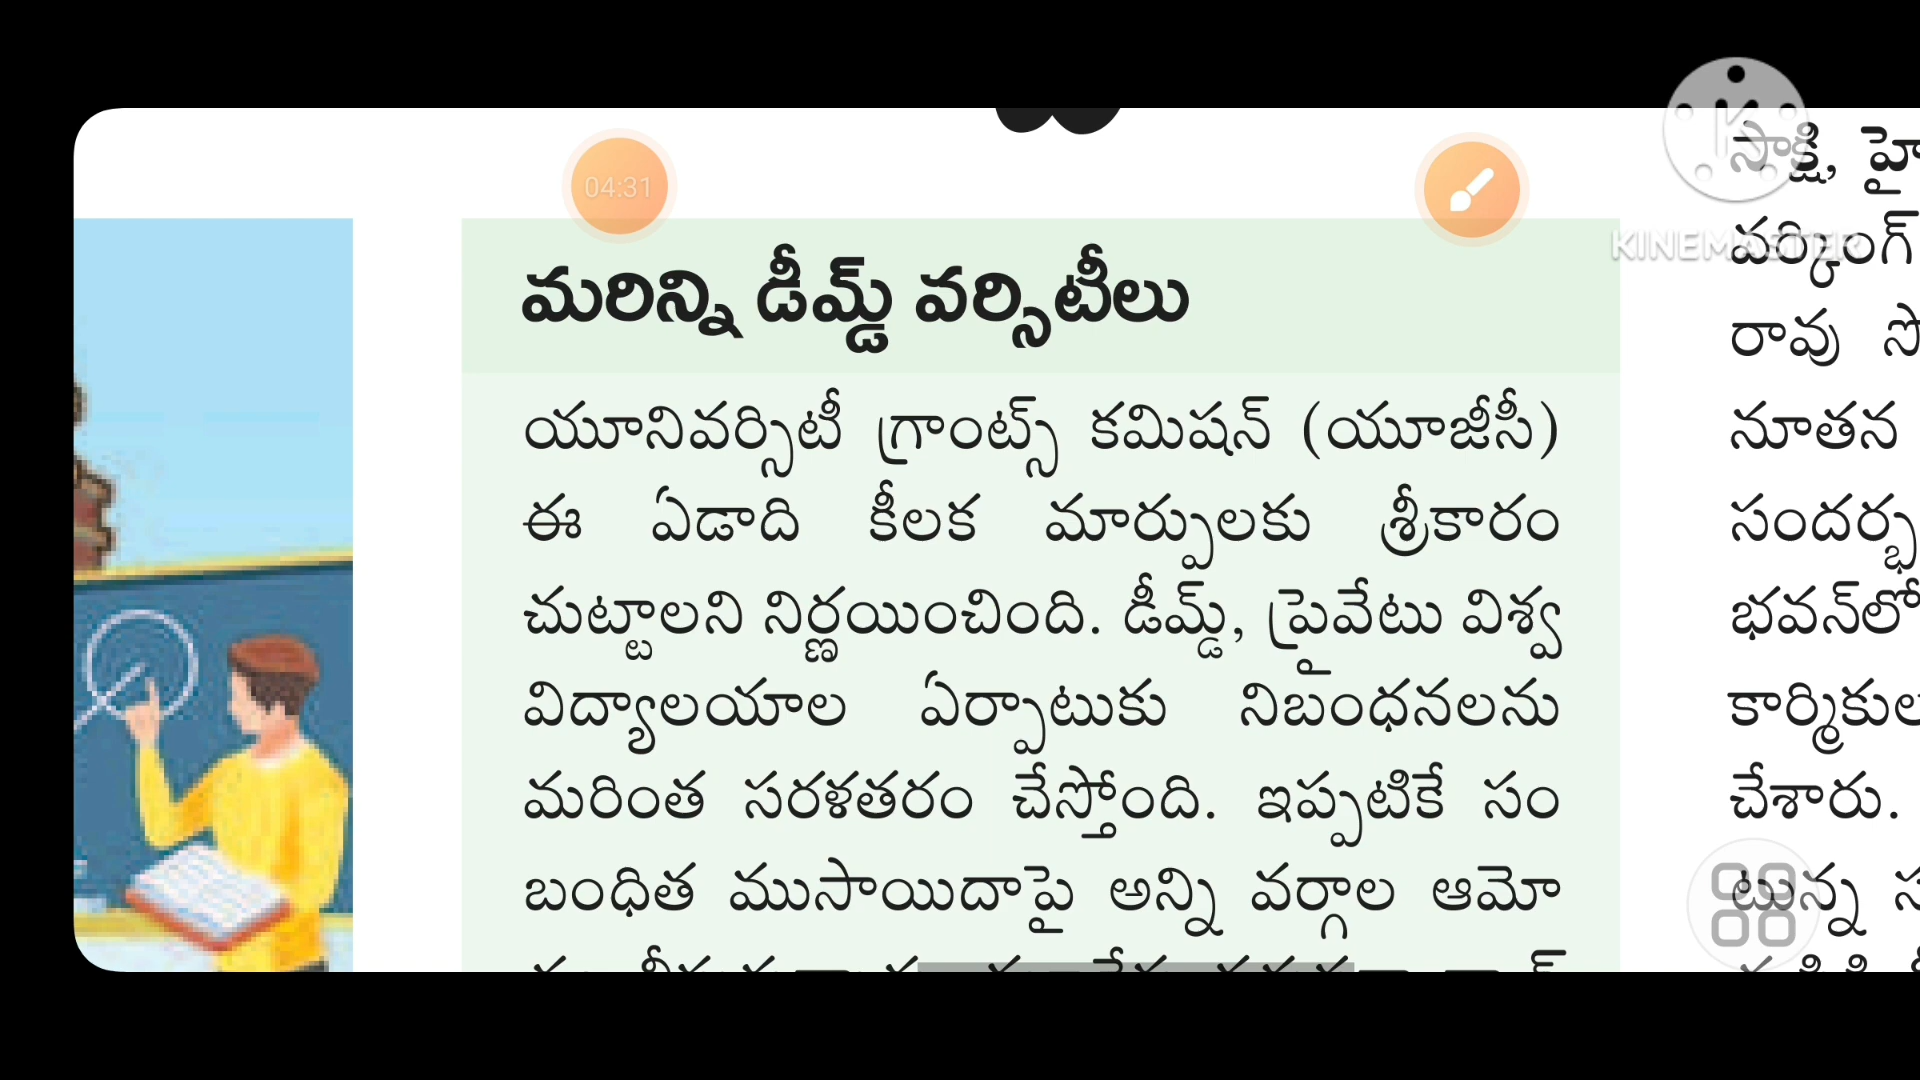 04:31
KINEMASTER
మరిన్ని డీమ్డ్ వర్సిటీలు
యూనివర్సిటీ గ్రాంట్స్ కమిషన్ (యూజీసీ)
ఈ ఏడాది కీలక మార్పులకు శ్రీకారం
చుట్టాలని నిర్ణయించింది. డీమ్డ్, ప్రైవేటు విశ్వ
విద్యాలయాల ఏర్పాటుకు నిబంధనలను
మరింత సరళతరం చేస్తోంది. ఇప్పటికే సం
బంధిత ముసాయిదాపై అన్ని వర్గాల ఆమో
సాక్షి, హై
వర్కింగ్
రావు
నూతన
సందర్భ
భవన్‌లో
కార్మికుల
చేశారు.
టున్న